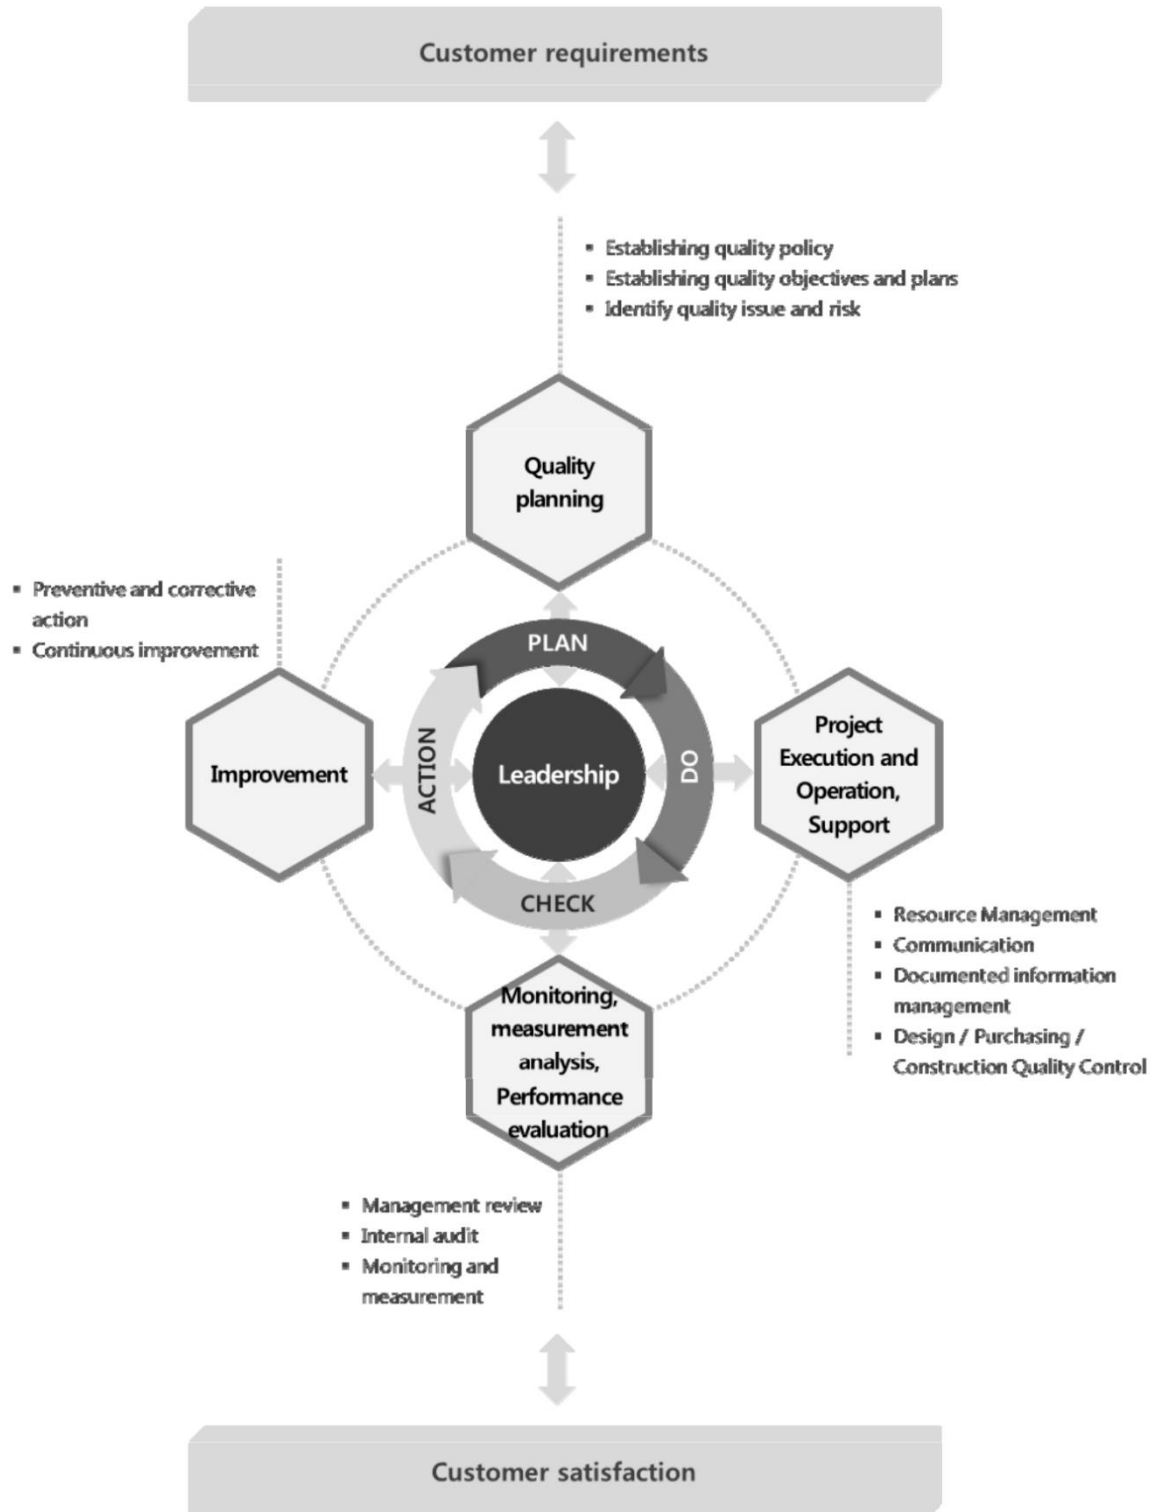 Customer requirements
▪ Establishing quality policy
▪ Establishing quality objectives and plans
▪ Identify quality issue and risk
Quality
planning
▪ Preventive and corrective
action
▪ Continuous improvement
PLAN
Improvement
ACTION
Leadership
DO
Project
Execution and
Operation,
Support
CHECK
▪ Resource Management
▪ Communication
▪ Documented information
management
▪ Design / Purchasing /
Construction Quality Control
Monitoring,
measurement
analysis,
Performance
evaluation
▪ Management review
▪ Internal audit
▪ Monitoring and
measurement
Customer satisfaction